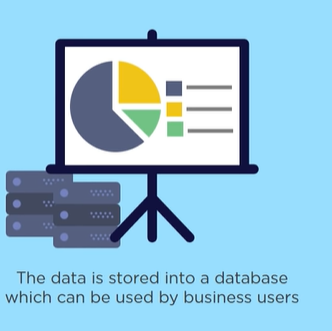 The data is stored into a database
which can be used by business users